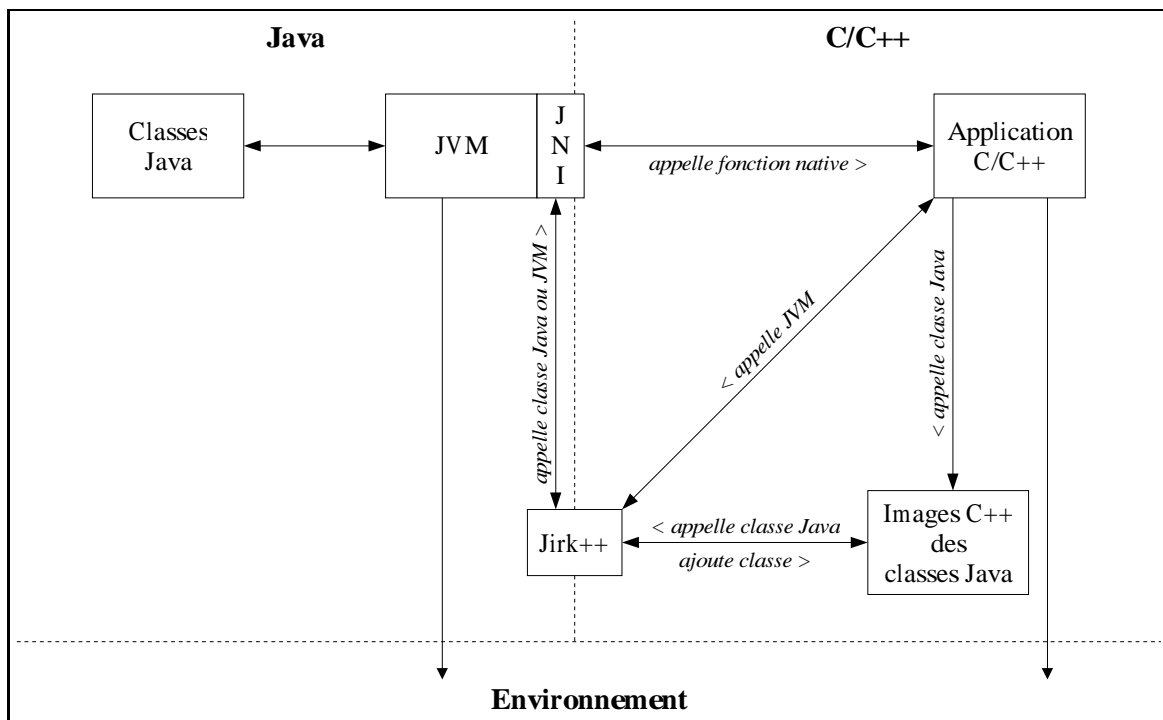 Java
C/C++
Classes
Java
JVM
J
N
I
Application
C/C++
appelle fonction native >
appelle classe Java ou JVM >
< appelle JVM
< appelle classe Java
Jirk++
< appelle classe Java
ajoute classe >
Images C++
des
classes Java
Environnement